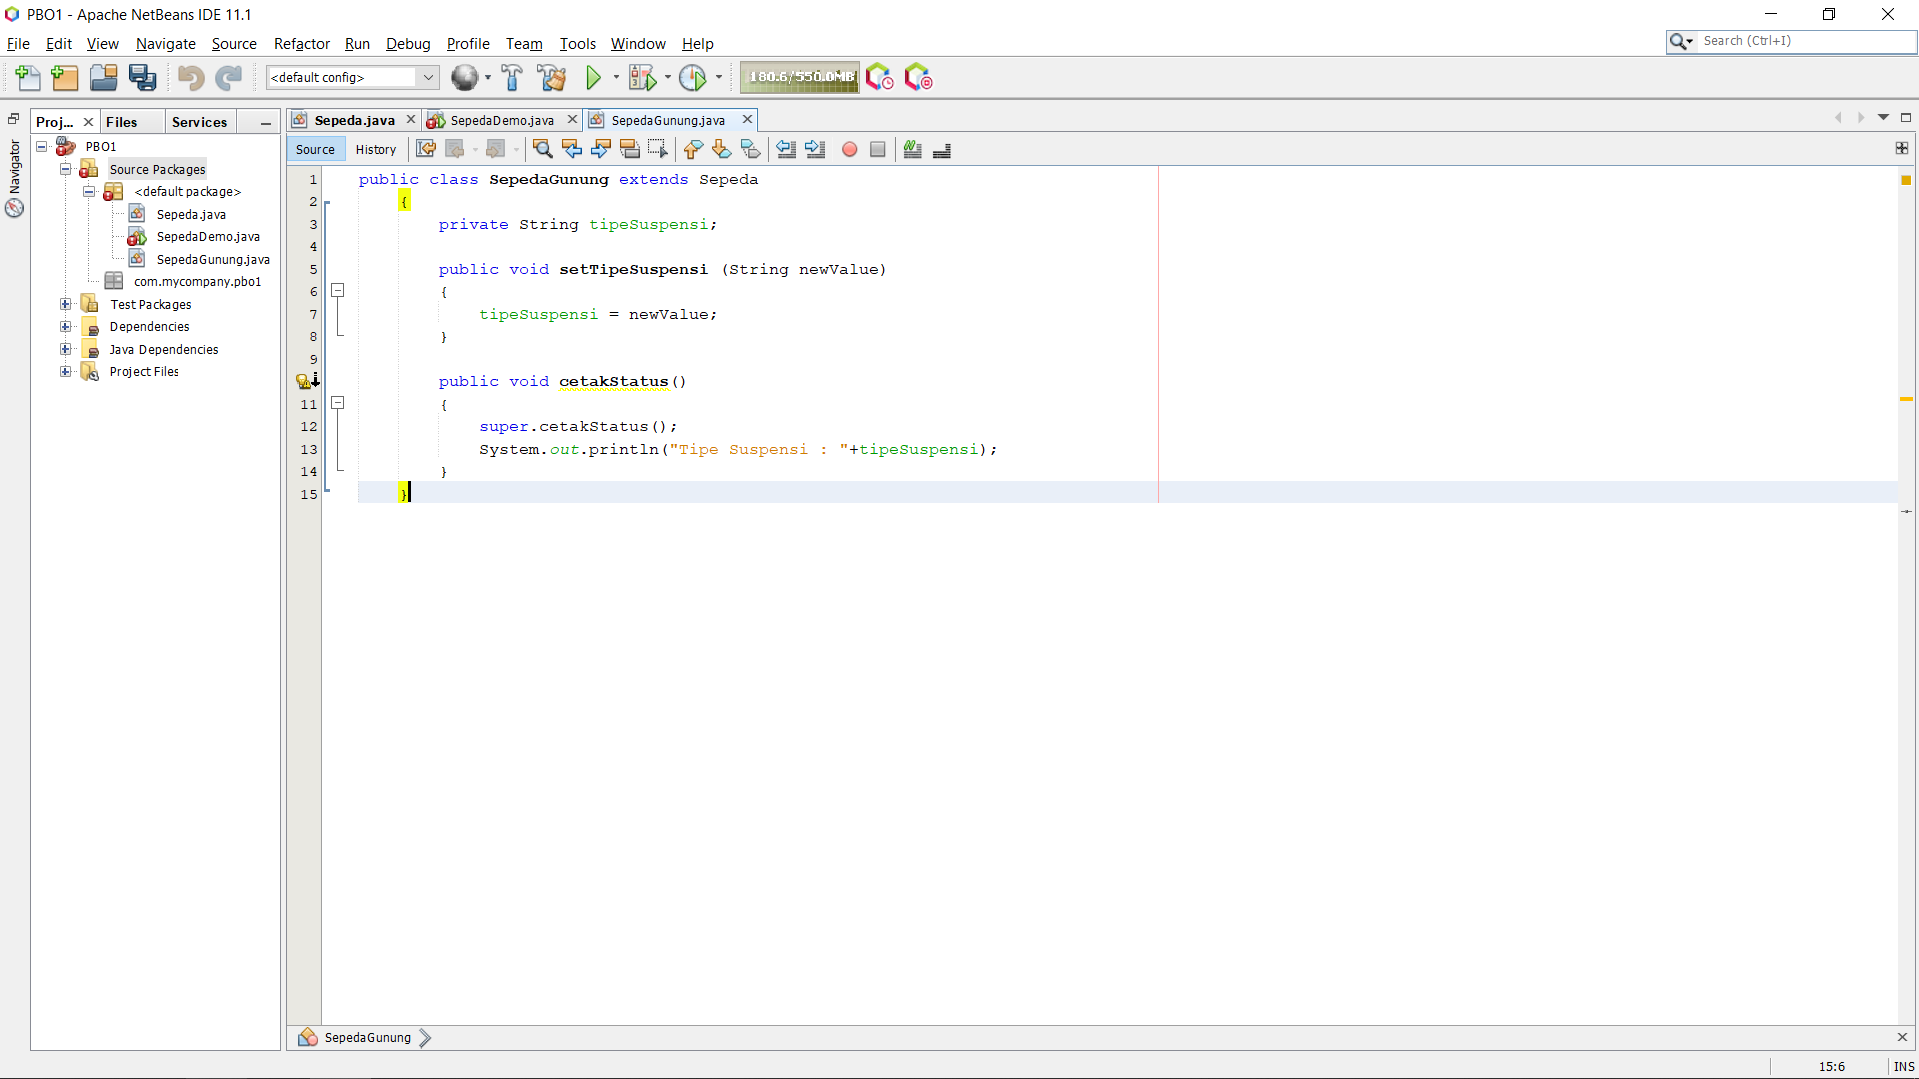 PBO1 - Apache NetBeans IDE 11.1
File Edit View Navigate Source Refactor Run Debug Profile Team Tools Window Help
Search (Ctrl+I)
<default config>
180.6/550.0MB
Proj... Files Services
Sepeda.java SepedaDemo.java SepedaGunung.java
Navigator
Source History
PBO1
Source Packages
<default package>
Sepeda.java
SepedaDemo.java
SepedaGunung.java
com.mycompany.pbo1
Test Packages
Dependencies
Java Dependencies
Project Files
1 public class SepedaGunung extends Sepeda
2 {
3 private String tipeSuspensi;
4
5 public void setTipeSuspensi (String newValue)
6 {
7 tipeSuspensi = newValue;
8 }
9
public void cetakStatus()
11 {
12 super.cetakStatus();
13 System.out.println("Tipe Suspensi : "+tipeSuspensi);
14 }
15 }
SepedaGunung
15:6 INS